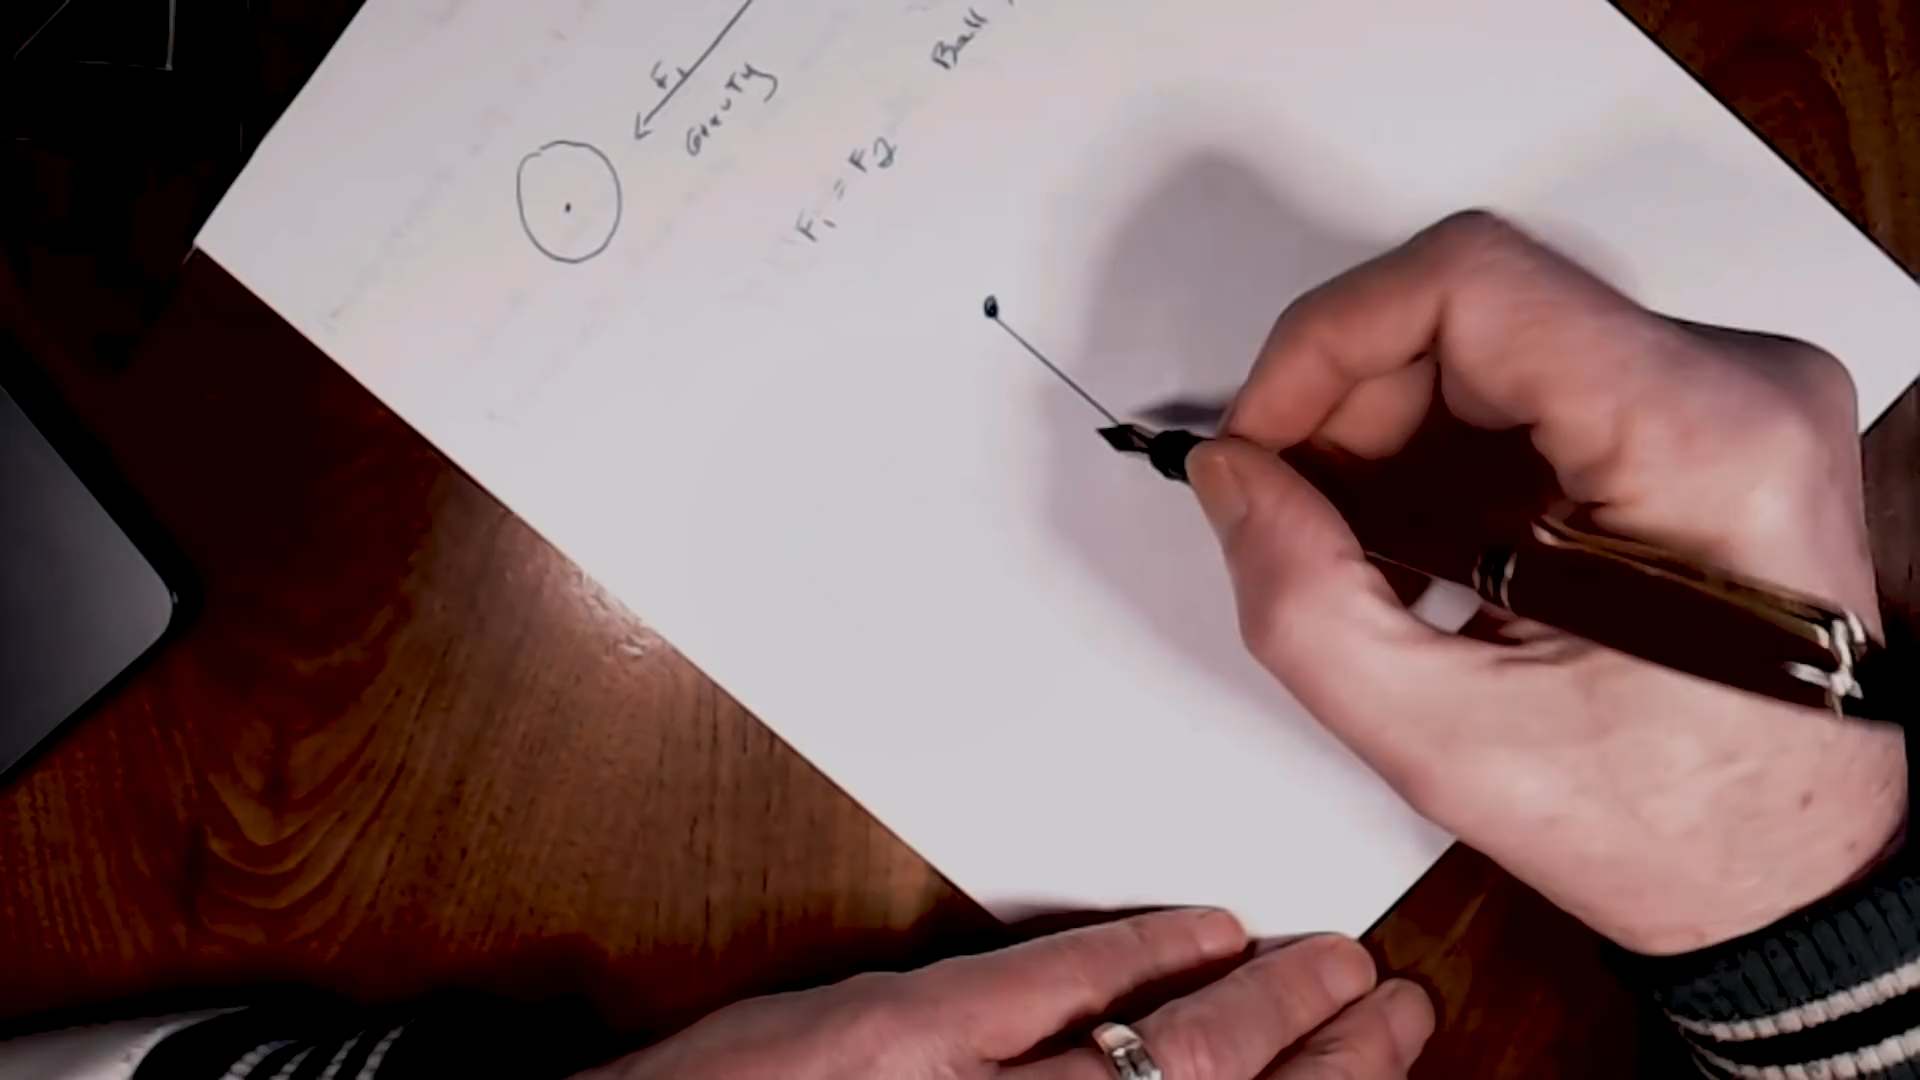 F₁
Gravity
F₁ = F2
Ball